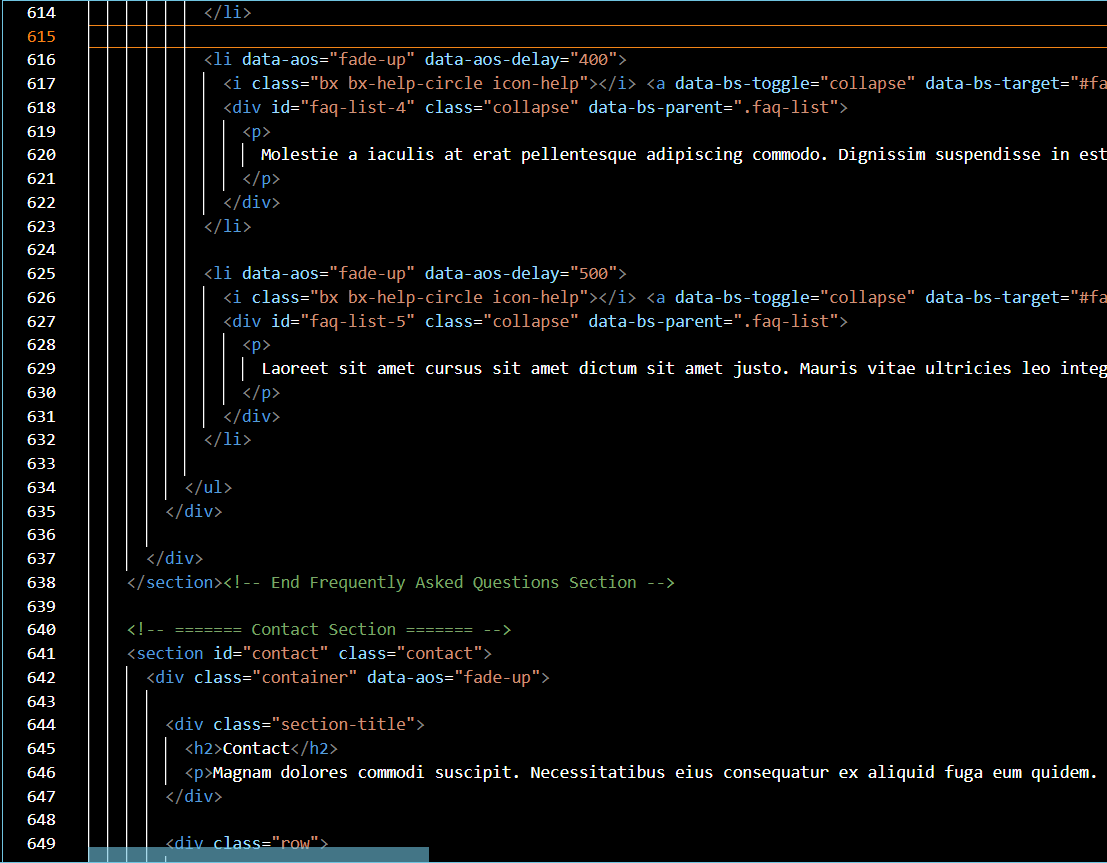 614 </li>
615
616 <li data-aos="fade-up" data-aos-delay="400">
617 <i class="bx bx-help-circle icon-help"></i> <a data-bs-toggle="collapse" data-bs-target="#fa
618 <div id="faq-list-4" class="collapse" data-bs-parent=".faq-list">
619 <p>
620 Molestie a iaculis at erat pellentesque adipiscing commodo. Dignissim suspendisse in est
621 </p>
622 </div>
623 </li>
624
625 <li data-aos="fade-up" data-aos-delay="500">
626 <i class="bx bx-help-circle icon-help"></i> <a data-bs-toggle="collapse" data-bs-target="#fa
627 <div id="faq-list-5" class="collapse" data-bs-parent=".faq-list">
628 <p>
629 Laoreet sit amet cursus sit amet dictum sit amet justo. Mauris vitae ultricies leo integ
630 </p>
631 </div>
632 </li>
633
634 </ul>
635 </div>
636
637 </div>
638 </section><!-- End Frequently Asked Questions Section -->
639
640 <!-- ======= Contact Section ======= -->
641 <section id="contact" class="contact">
642 <div class="container" data-aos="fade-up">
643
644 <div class="section-title">
645 <h2>Contact</h2>
646 <p>Magnam dolores commodi suscipit. Necessitatibus eius consequatur ex aliquid fuga eum quidem.
647 </div>
648
649 <div class="row">